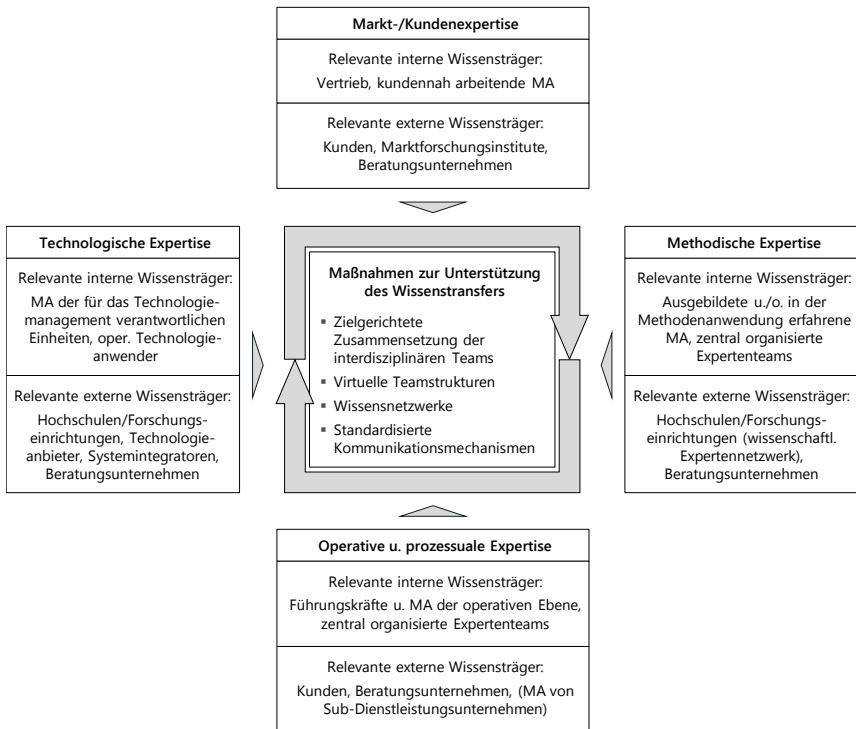 Markt-/Kundenexpertise
Relevante interne Wissensträger:
Vertrieb, kundennah arbeitende MA
Relevante externe Wissensträger:
Kunden, Marktforschungsinstitute,
Beratungsunternehmen
Technologische Expertise
Relevante interne Wissensträger:
MA der für das Technologie-
management verantwortlichen
Einheiten, oper. Technologie-
anwender
Relevante externe Wissensträger:
Hochschulen/Forschungs-
einrichtungen, Technologie-
anbieter, Systemintegratoren,
Beratungsunternehmen
Maßnahmen zur Unterstützung
des Wissenstransfers
▪ Zielgerichtete
Zusammensetzung der
interdisziplinären Teams
▪ Virtuelle Teamstrukturen
▪ Wissensnetzwerke
▪ Standardisierte
Kommunikationsmechanismen
Methodische Expertise
Relevante interne Wissensträger:
Ausgebildete u./o. in der
Methodenanwendung erfahrene
MA, zentral organisierte
Expertenteams
Relevante externe Wissensträger:
Hochschulen/Forschungs-
einrichtungen (wissenschaftl.
Expertennetzwerk),
Beratungsunternehmen
Operative u. prozessuale Expertise
Relevante interne Wissensträger:
Führungskräfte u. MA der operativen Ebene,
zentral organisierte Expertenteams
Relevante externe Wissensträger:
Kunden, Beratungsunternehmen, (MA von
Sub-Dienstleistungsunternehmen)